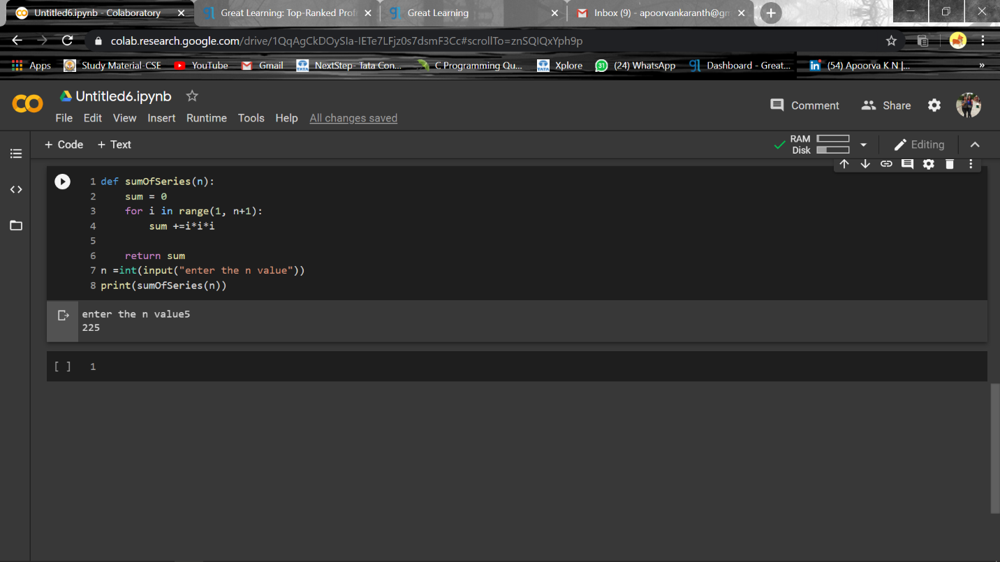 Untitled6.ipynb - Colaboratory
Great Learning: Top-Ranked Prof
Great Learning
Inbox (9) - apoorvankaranth@gm
colab.research.google.com/drive/1QqAgCkDOySIa-IETe7LFjz0s7dsmF3Cc#scrollTo=znSQIQxYph9p
Apps
Study Material-CSE
YouTube
Gmail
NextStep- Tata Con...
C Programming Qu...
Xplore
(24) WhatsApp
Dashboard - Great...
(54) Apoorva K N |...
»
Untitled6.ipynb
File Edit View Insert Runtime Tools Help All changes saved
Comment
Share
+ Code + Text
RAM
Disk
Editing
1 def sumOfSeries(n):
2     sum = 0
3     for i in range(1, n+1):
4         sum +=i*i*i
5
6     return sum
7 n =int(input("enter the n value"))
8 print(sumOfSeries(n))
enter the n value5
225
[ ] 1